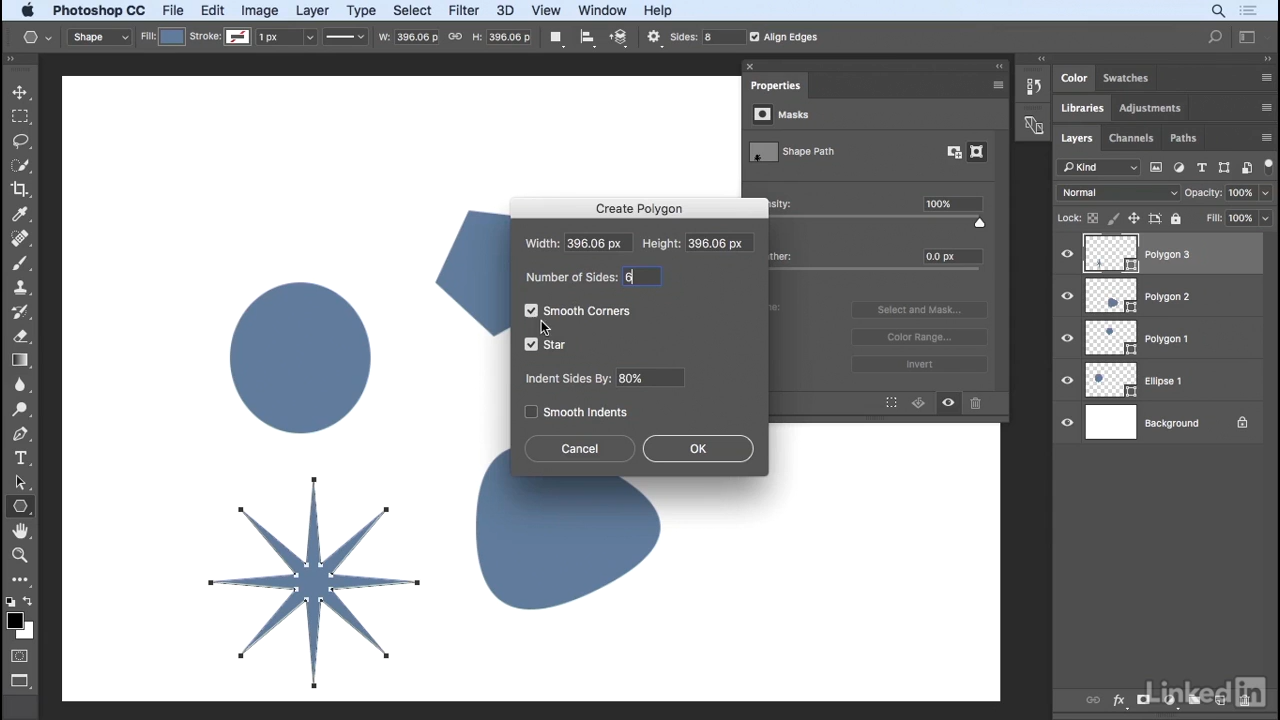 Photoshop CC File Edit Image Layer Type Select Filter 3D View Window Help
Shape Fill: Stroke: 1 px W: 396.06 p H: 396.06 p Sides: 8 Align Edges
Properties
Masks
Shape Path
100%
0.0 px
Select and Mask...
Color Range...
Invert
Create Polygon
Width: 396.06 px Height: 396.06 px
Number of Sides: 6
Smooth Corners
Star
Indent Sides By: 80%
Smooth Indents
Cancel OK
Color Swatches
Libraries Adjustments
Layers Channels Paths
Kind
Normal Opacity: 100%
Lock: Fill: 100%
Polygon 3
Polygon 2
Polygon 1
Ellipse 1
Background
fx
Linked in